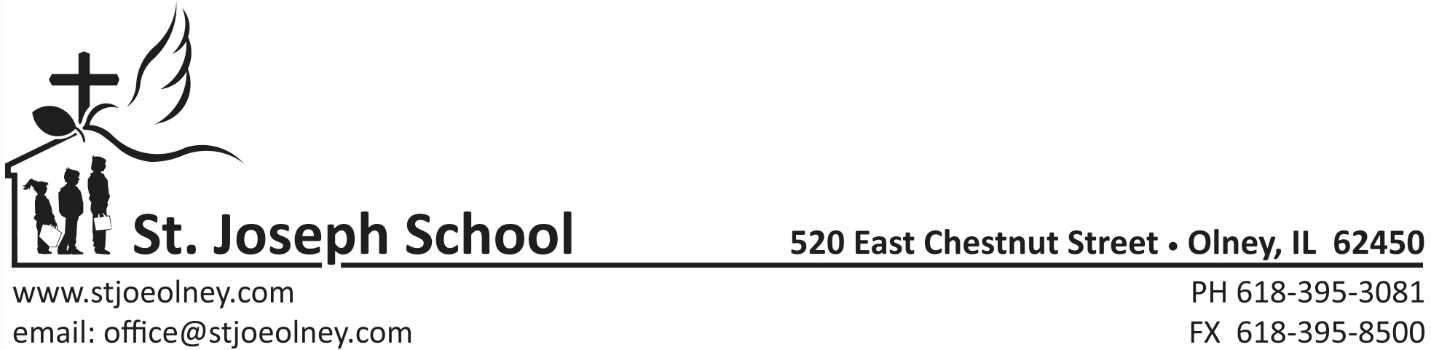 St. Joseph School
520 East Chestnut Street • Olney, IL 62450
www.stjoeolney.com
PH 618-395-3081
email: office@stjoeolney.com
FX 618-395-8500